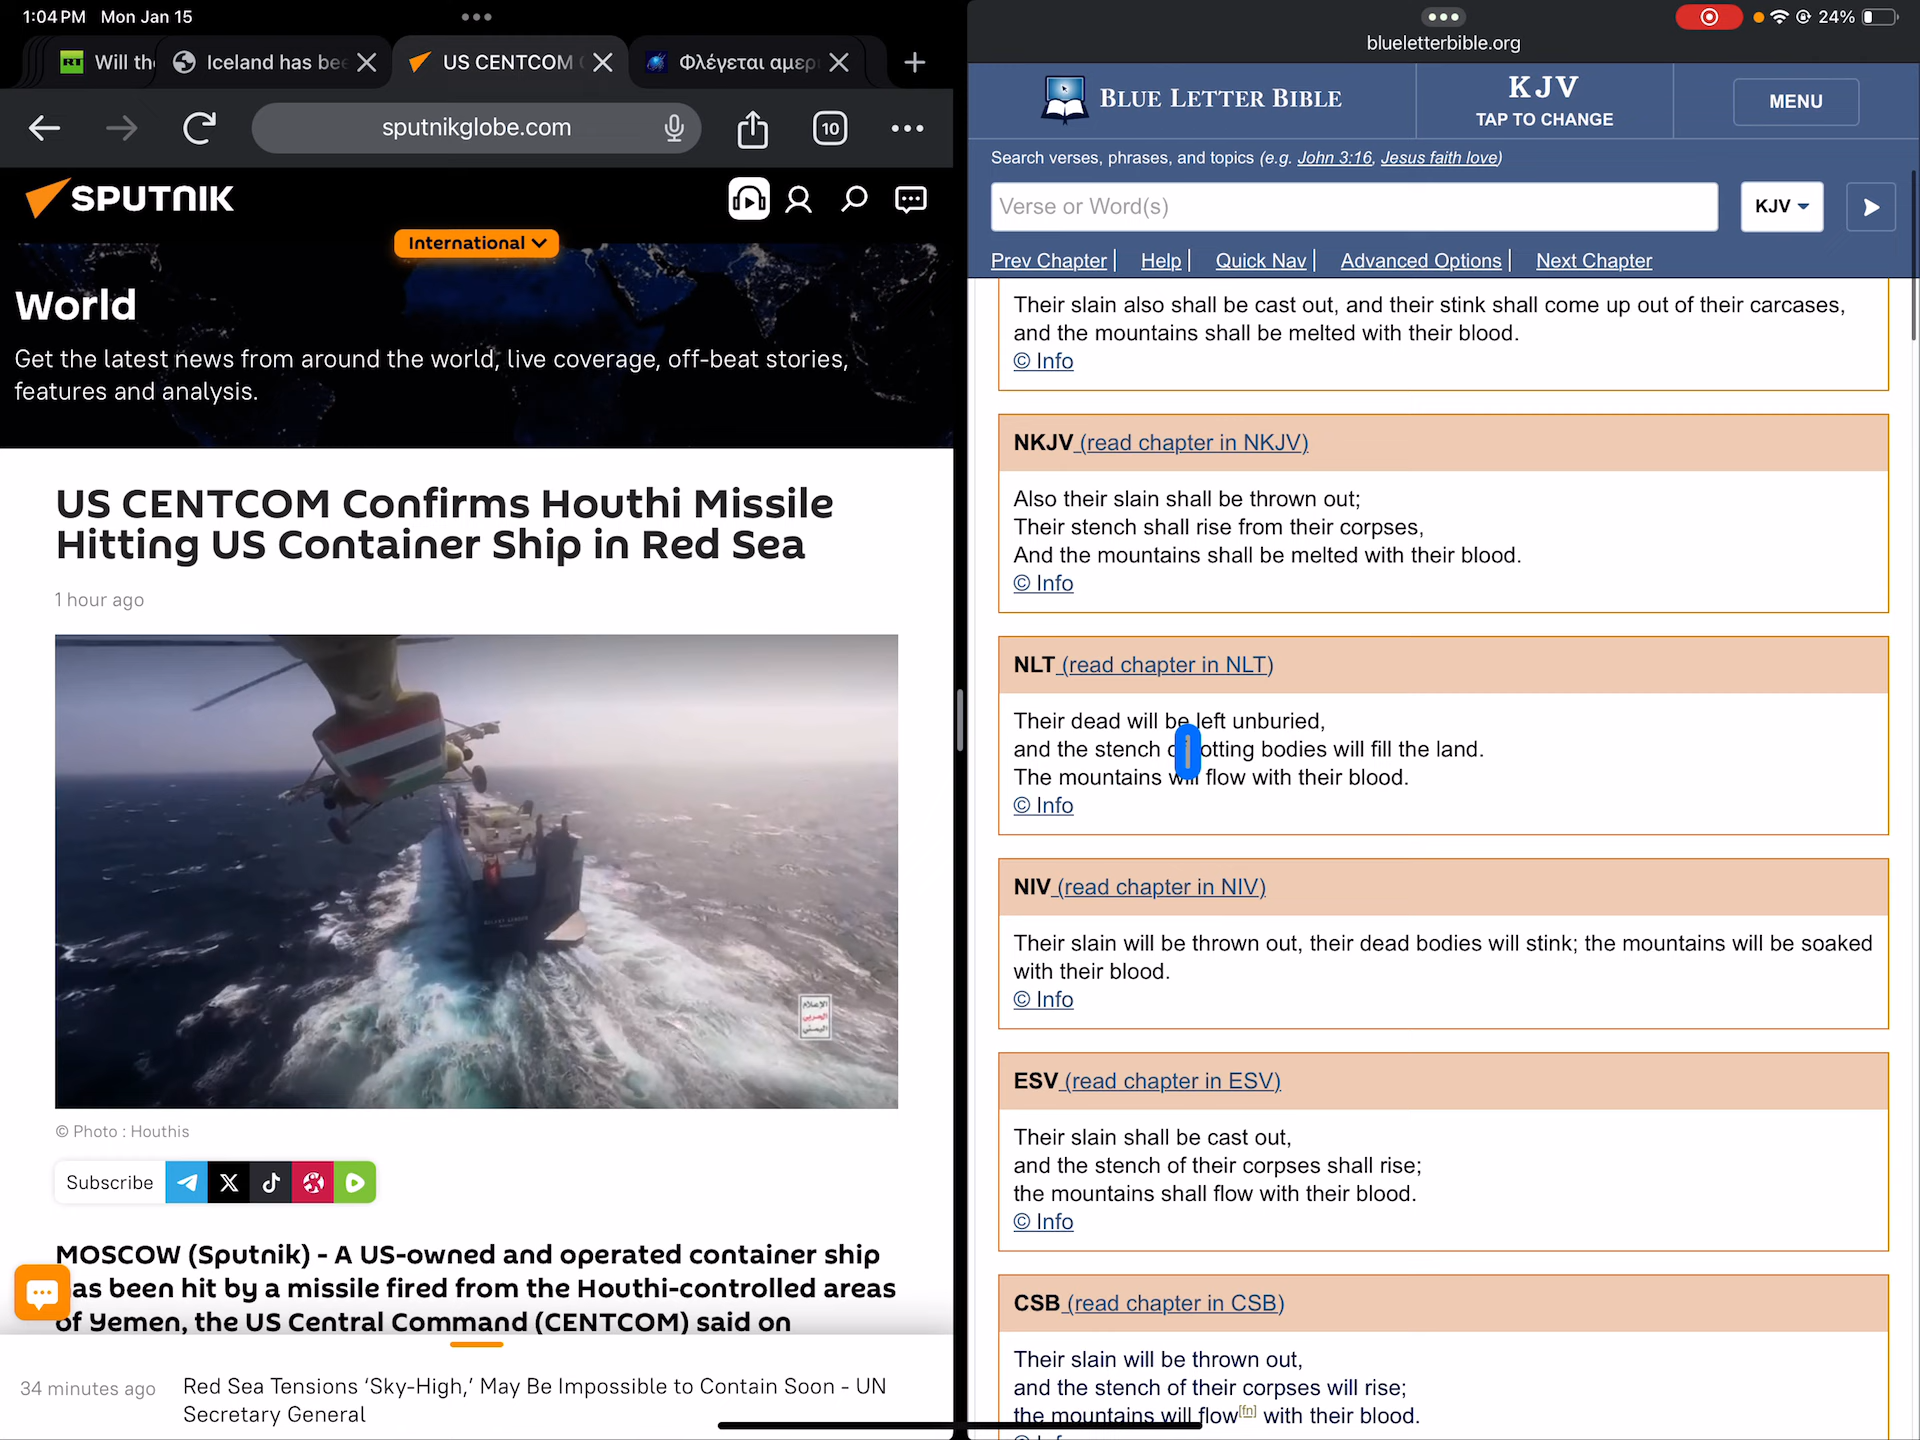 1:04 PM Mon Jan 15
Will the
Iceland has bee
US CENTCOM
Φλέγεται αμερ
sputnikglobe.com
10
SPUTNIK
International
World
Get the latest news from around the world, live coverage, off-beat stories,
features and analysis.
US CENTCOM Confirms Houthi Missile
Hitting US Container Ship in Red Sea
1 hour ago
الإعلام
الحربي
اليمني
© Photo : Houthis
Subscribe
MOSCOW (Sputnik) - A US-owned and operated container ship
has been hit by a missile fired from the Houthi-controlled areas
of Yemen, the US Central Command (CENTCOM) said on
34 minutes ago
Red Sea Tensions ‘Sky-High,’ May Be Impossible to Contain Soon - UN
Secretary General
24%
blueletterbible.org
BLUE LETTER BIBLE
KJV
TAP TO CHANGE
MENU
Search verses, phrases, and topics (e.g. John 3:16, Jesus faith love)
Verse or Word(s)
KJV
Prev Chapter | Help | Quick Nav | Advanced Options | Next Chapter
Their slain also shall be cast out, and their stink shall come up out of their carcases,
and the mountains shall be melted with their blood.
© Info
NKJV (read chapter in NKJV)
Also their slain shall be thrown out;
Their stench shall rise from their corpses,
And the mountains shall be melted with their blood.
© Info
NLT (read chapter in NLT)
Their dead will be left unburied,
and the stench of rotting bodies will fill the land.
The mountains will flow with their blood.
© Info
NIV (read chapter in NIV)
Their slain will be thrown out, their dead bodies will stink; the mountains will be soaked
with their blood.
© Info
ESV (read chapter in ESV)
Their slain shall be cast out,
and the stench of their corpses shall rise;
the mountains shall flow with their blood.
© Info
CSB (read chapter in CSB)
Their slain will be thrown out,
and the stench of their corpses will rise;
the mountains will flow[fn] with their blood.